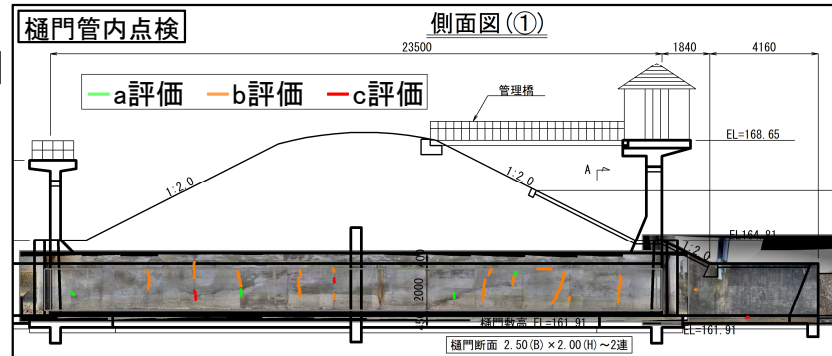 樋門管内点検
側面図(①)
23500
1840
4160
a評価
b評価
c評価
管理橋
EL=168.65
1:2.0
1:2.0
A
EL164.91
1:2.0
2000
樋門敷高 EL=161.91
EL=161.91
樋門断面 2.50(B)×2.00(H)~2連